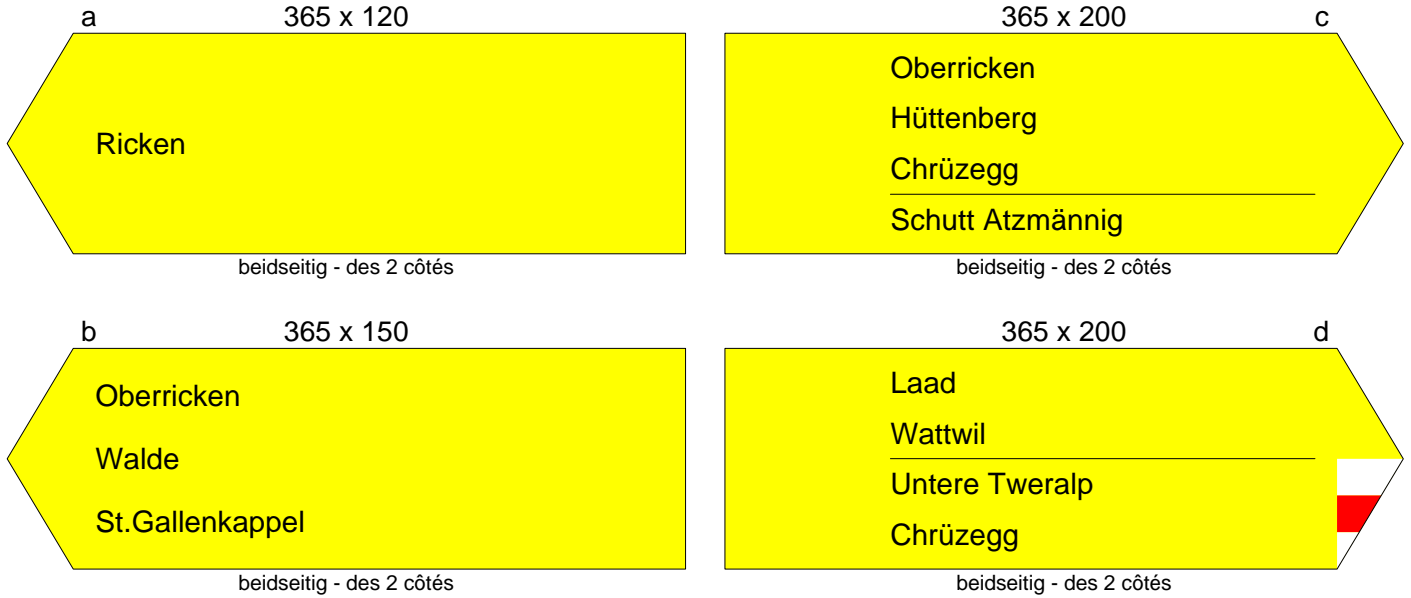 a 365 x 120
Ricken
beidseitig - des 2 côtés
365 x 200 c
Oberricken
Hüttenberg
Chrüzegg
Schutt Atzmännig
beidseitig - des 2 côtés
b 365 x 150
Oberricken
Walde
St.Gallenkappel
beidseitig - des 2 côtés
365 x 200 d
Laad
Wattwil
Untere Tweralp
Chrüzegg
beidseitig - des 2 côtés